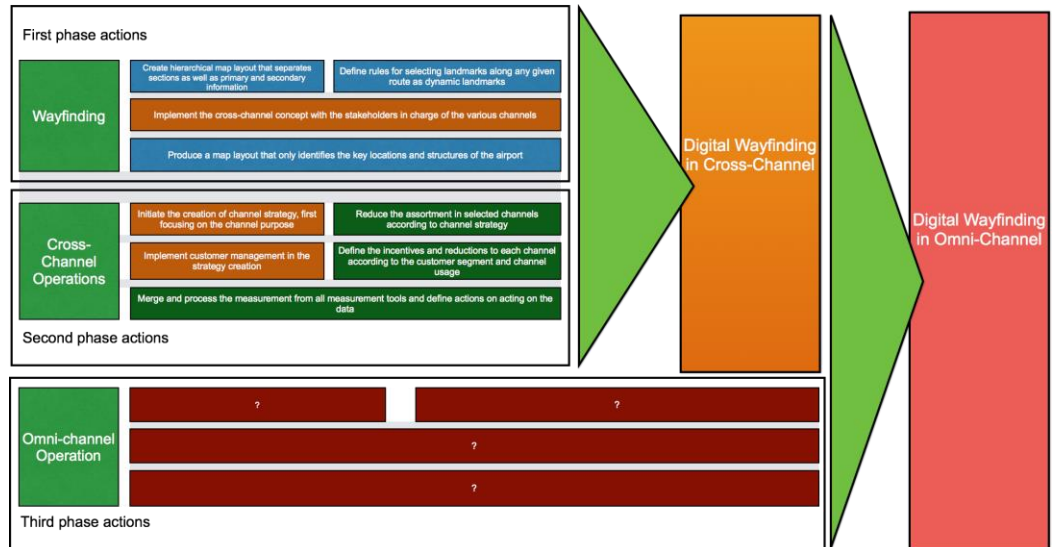 First phase actions
Wayfinding
Create hierarchical map layout that separates
sections as well as primary and secondary
information
Define rules for selecting landmarks along any given
route as dynamic landmarks
Implement the cross-channel concept with the stakeholders in charge of the various channels
Produce a map layout that only identifies the key locations and structures of the airport
Cross-
Channel
Operations
Initiate the creation of channel strategy, first
focusing on the channel purpose
Reduce the assortment in selected channels
according to channel strategy
Implement customer management in the
strategy creation
Define the incentives and reductions to each channel
according to the customer segment and channel
usage
Merge and process the measurement from all measurement tools and define actions on acting on the
data
Second phase actions
Omni-channel
Operation
?
?
?
?
Third phase actions
Digital Wayfinding
in Cross-Channel
Digital Wayfinding
in Omni-Channel